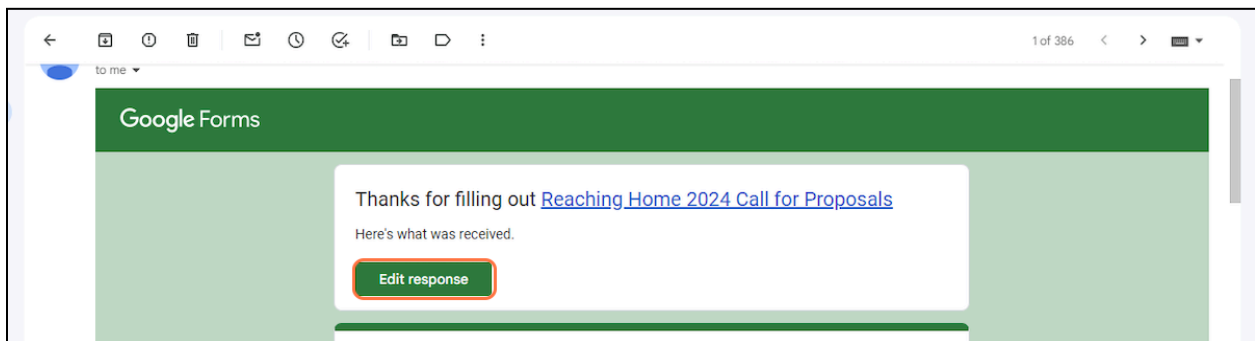 1 of 386
to me
Google Forms
Thanks for filling out Reaching Home 2024 Call for Proposals
Here's what was received.
Edit response